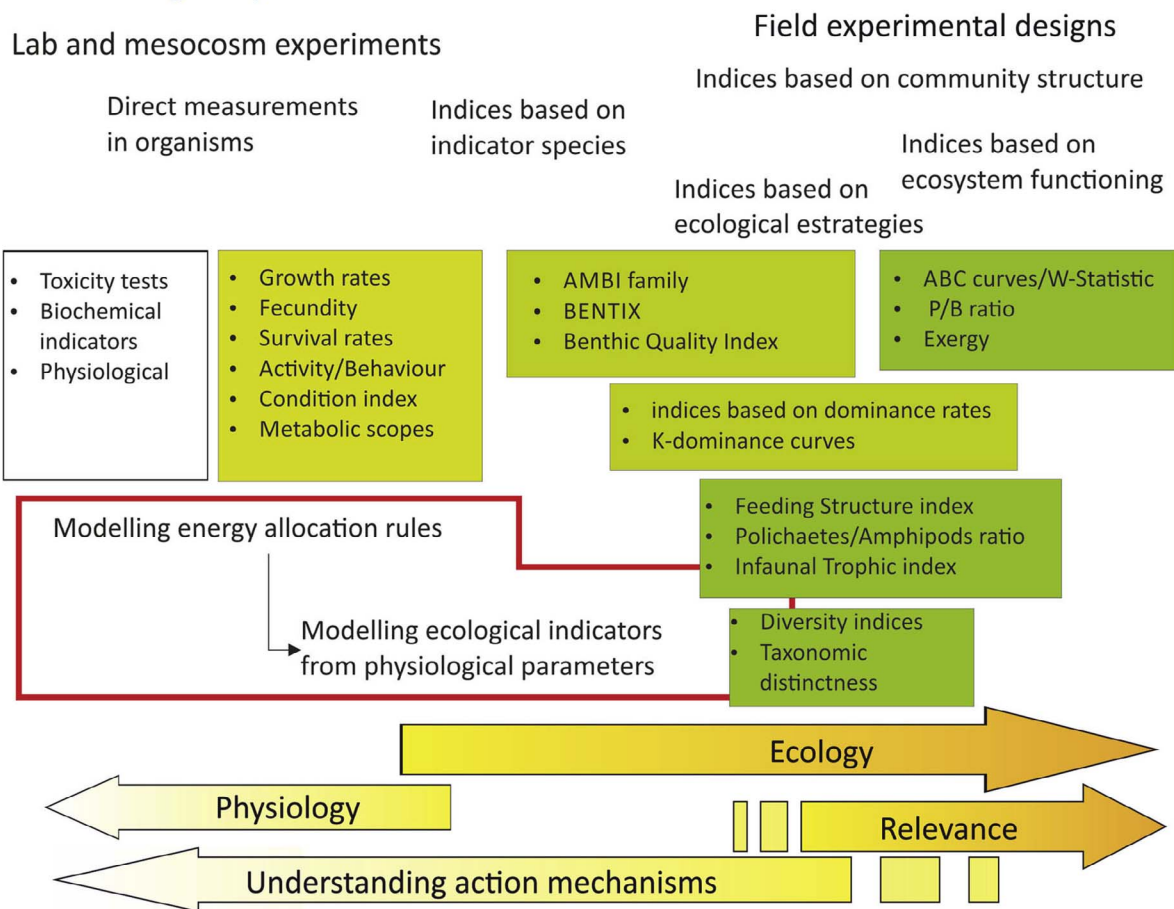 Lab and mesocosm experiments
Field experimental designs
Indices based on community structure
Direct measurements
in organisms
Indices based on
indicator species
Indices based on
ecosystem functioning
Indices based on
ecological estrategies
• Toxicity tests
• Biochemical
indicators
• Physiological
• Growth rates
• Fecundity
• Survival rates
• Activity/Behaviour
• Condition index
• Metabolic scopes
• AMBI family
• BENTIX
• Benthic Quality Index
• ABC curves/W-Statistic
• P/B ratio
• Exergy
• indices based on dominance rates
• K-dominance curves
• Feeding Structure index
• Polichaetes/Amphipods ratio
• Infaunal Trophic index
• Diversity indices
• Taxonomic
distinctness
Modelling energy allocation rules
Modelling ecological indicators
from physiological parameters
Ecology
Physiology
Relevance
Understanding action mechanisms